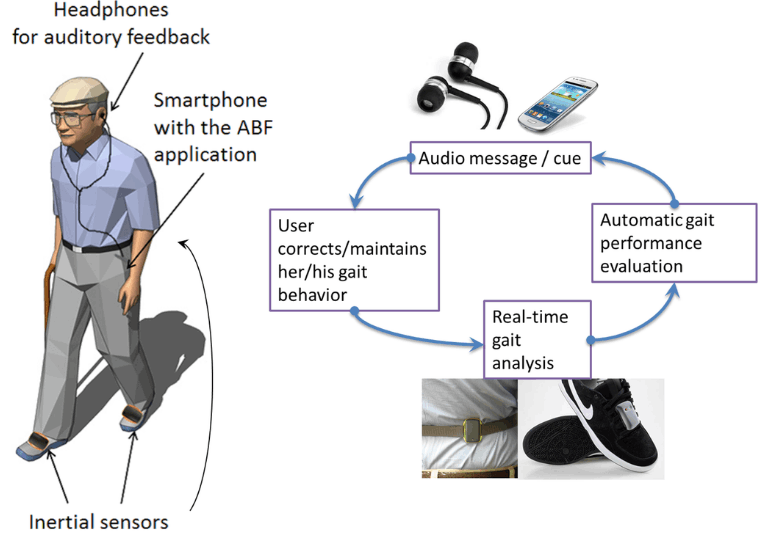 Headphones
for auditory feedback
Smartphone
with the ABF
application
Inertial sensors
Audio message / cue
User
corrects/maintains
her/his gait
behavior
Automatic gait
performance
evaluation
Real-time
gait
analysis